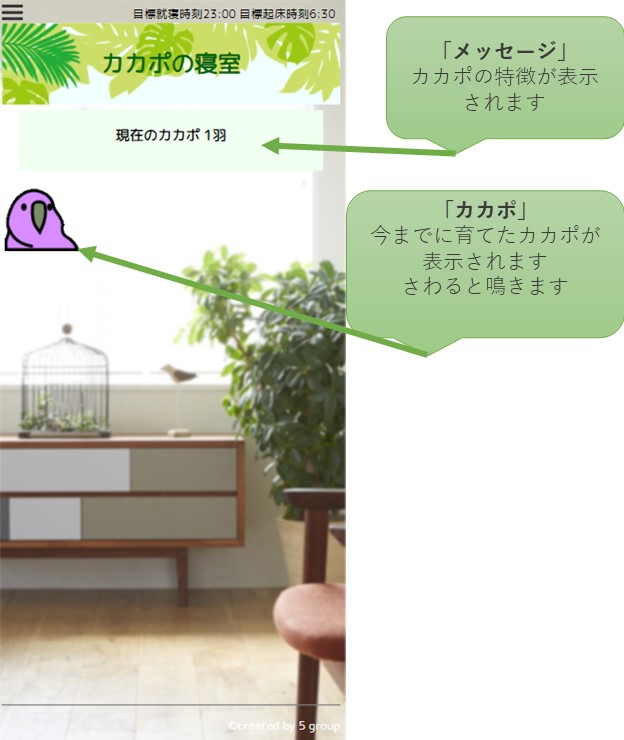 目標就寝時刻23:00 目標起床時刻6:30
カカポの寝室
現在のカカポ 1羽
「メッセージ」
カカポの特徴が表示
されます
「カカポ」
今までに育てたカカポが
表示されます
さわると鳴きます
©created by 5 group